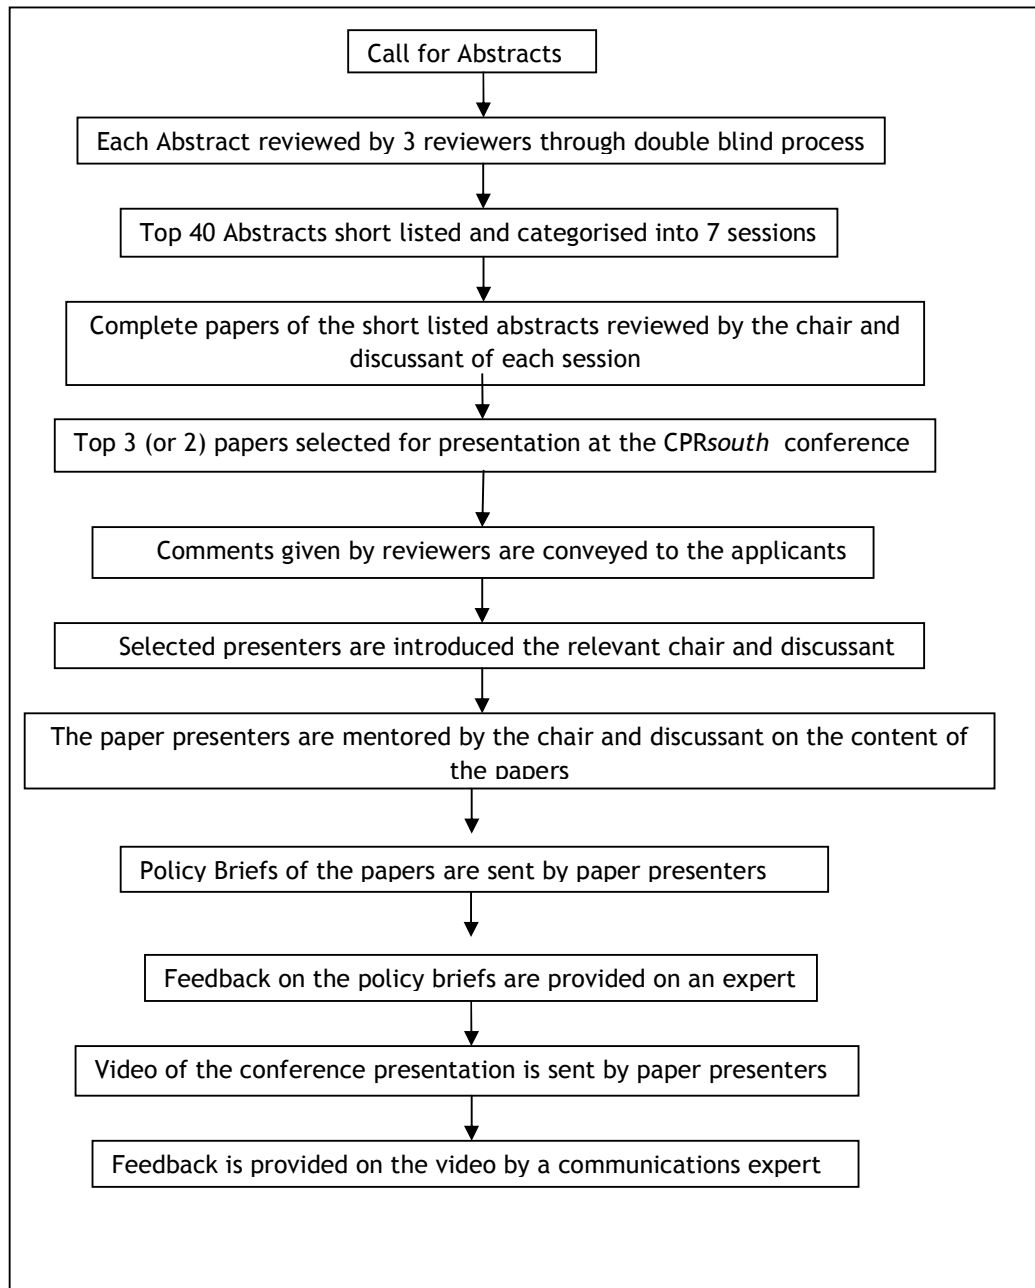 Call for Abstracts
Each Abstract reviewed by 3 reviewers through double blind process
Top 40 Abstracts short listed and categorised into 7 sessions
Complete papers of the short listed abstracts reviewed by the chair and
discussant of each session
Top 3 (or 2) papers selected for presentation at the CPRsouth conference
Comments given by reviewers are conveyed to the applicants
Selected presenters are introduced the relevant chair and discussant
The paper presenters are mentored by the chair and discussant on the content of
the papers
Policy Briefs of the papers are sent by paper presenters
Feedback on the policy briefs are provided on an expert
Video of the conference presentation is sent by paper presenters
Feedback is provided on the video by a communications expert